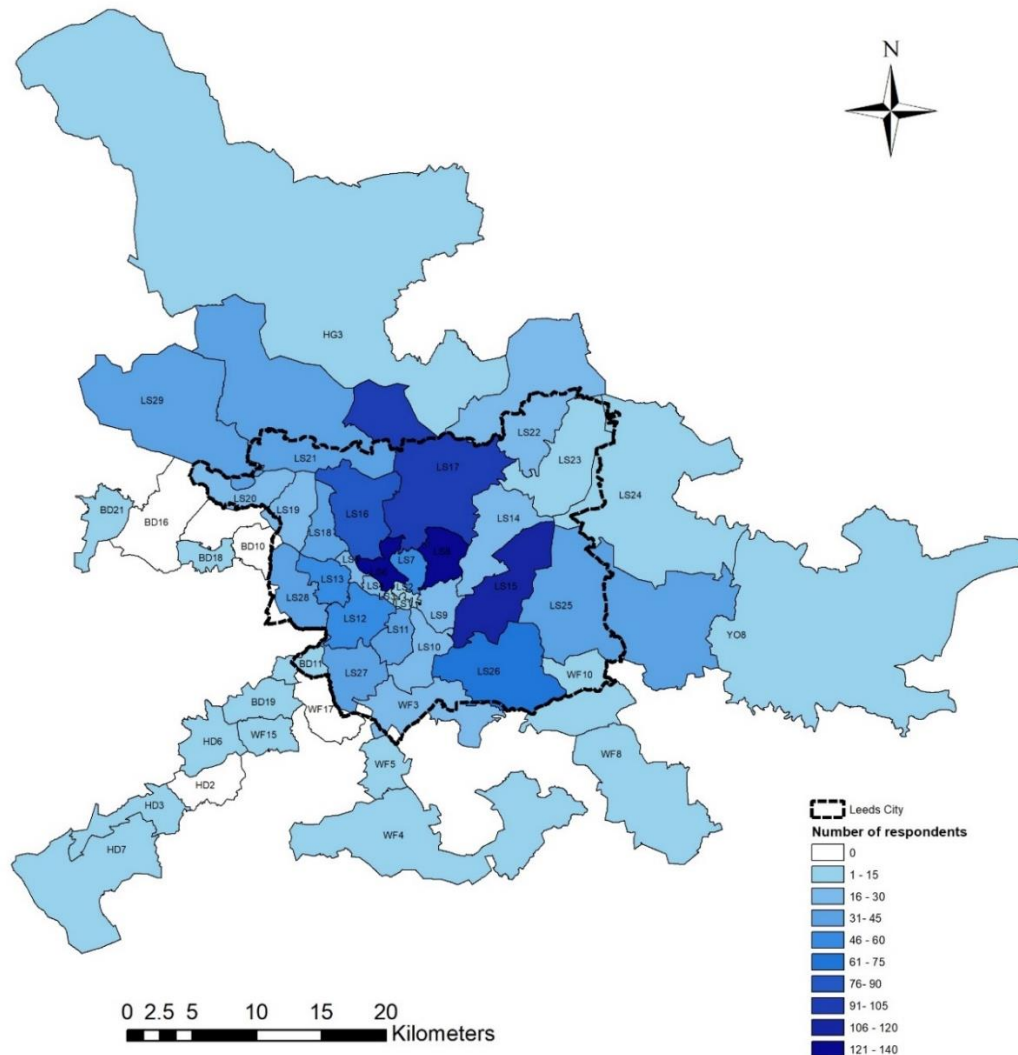 N
HG3
LS29
LS22
LS21
LS17
LS23
LS24
LS20
LS19
LS16
LS14
BD21
BD16
LS18
BD18
BD10
LS7
LS15
LS13
LS2
LS28
LS9
LS25
LS12
LS11
YO8
LS10
BD11
LS27
LS26
WF10
BD19
WF17
WF3
HD6
WF15
WF5
WF8
HD2
HD3
WF4
HD7
Leeds City
Number of respondents
0
1 - 15
16 - 30
31- 45
46 - 60
61 - 75
76- 90
91- 105
106 - 120
121 - 140
0 2.5 5 10 15 20
Kilometers